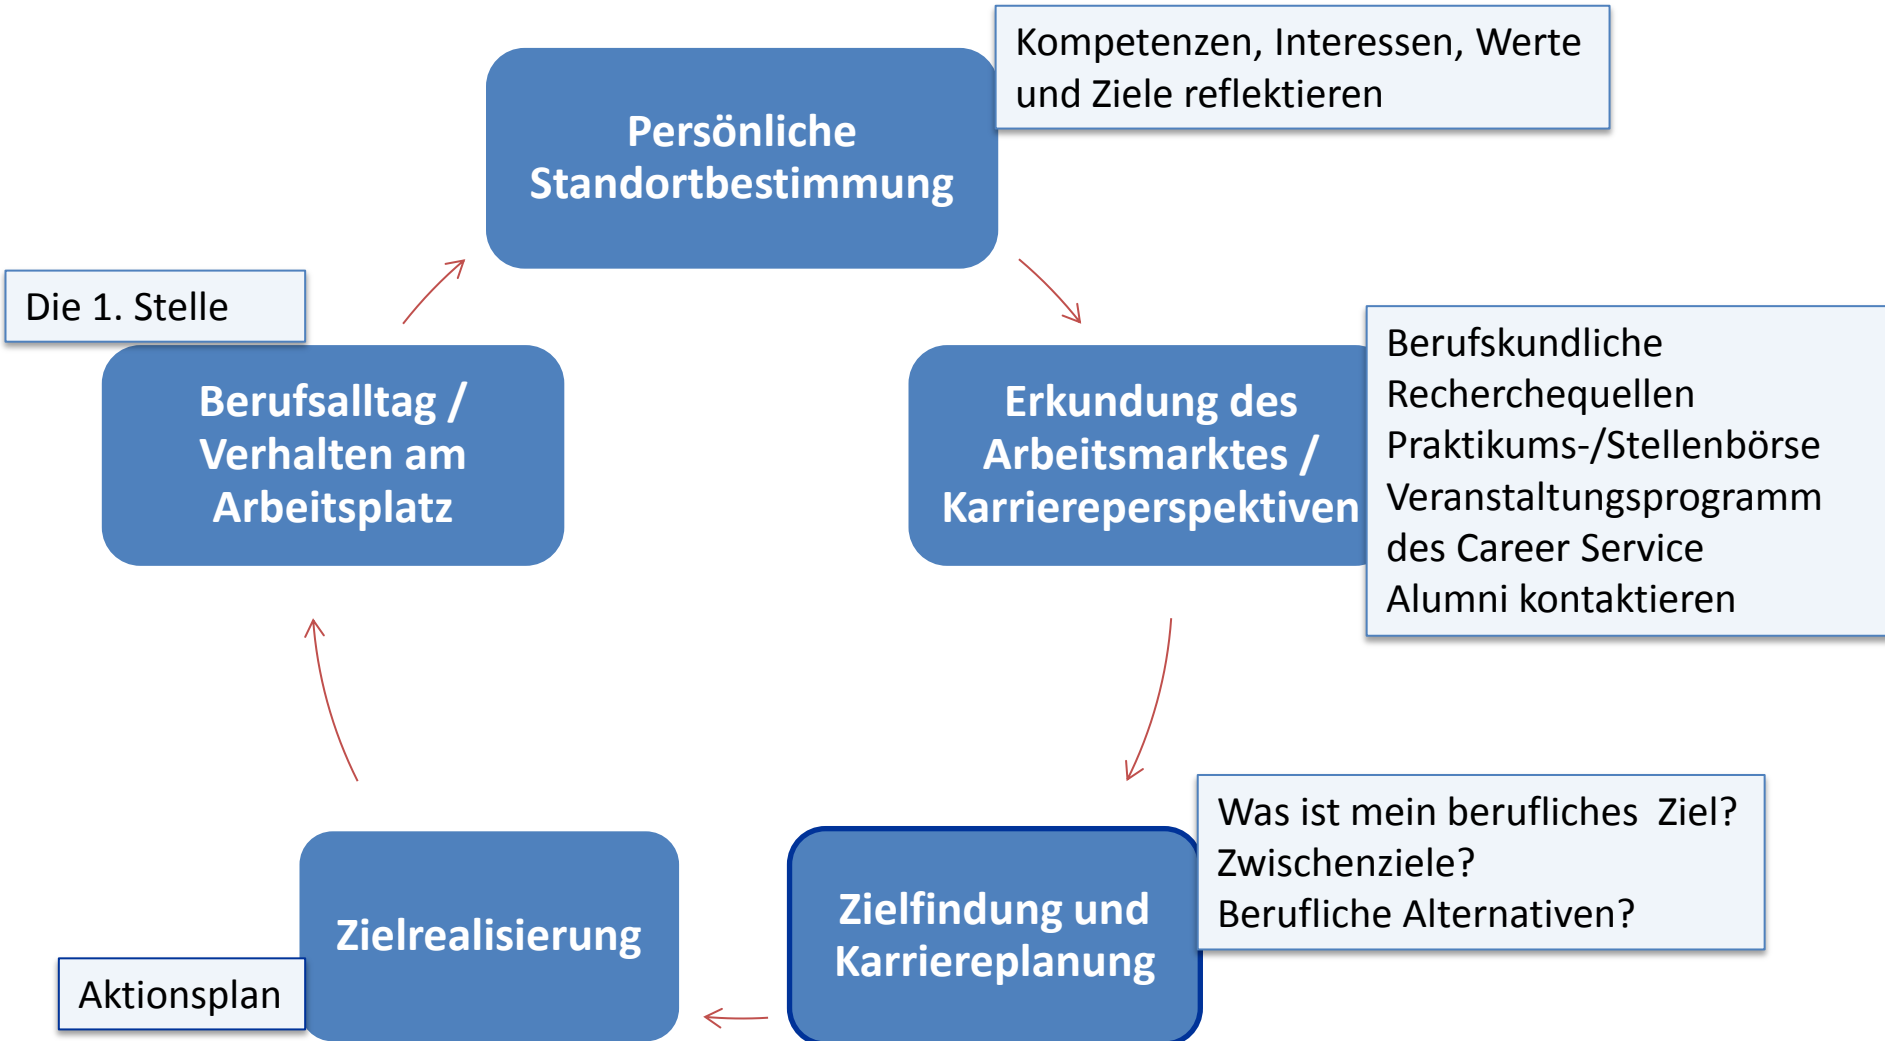 Persönliche
Standortbestimmung
Kompetenzen, Interessen, Werte
und Ziele reflektieren
Erkundung des
Arbeitsmarktes /
Karriereperspektiven
Berufskundliche
Recherchequellen
Praktikums-/Stellenbörse
Veranstaltungsprogramm
des Career Service
Alumni kontaktieren
Zielfindung und
Karriereplanung
Was ist mein berufliches  Ziel?
Zwischenziele?
Berufliche Alternativen?
Zielrealisierung
Aktionsplan
Die 1. Stelle
Berufsalltag /
Verhalten am
Arbeitsplatz